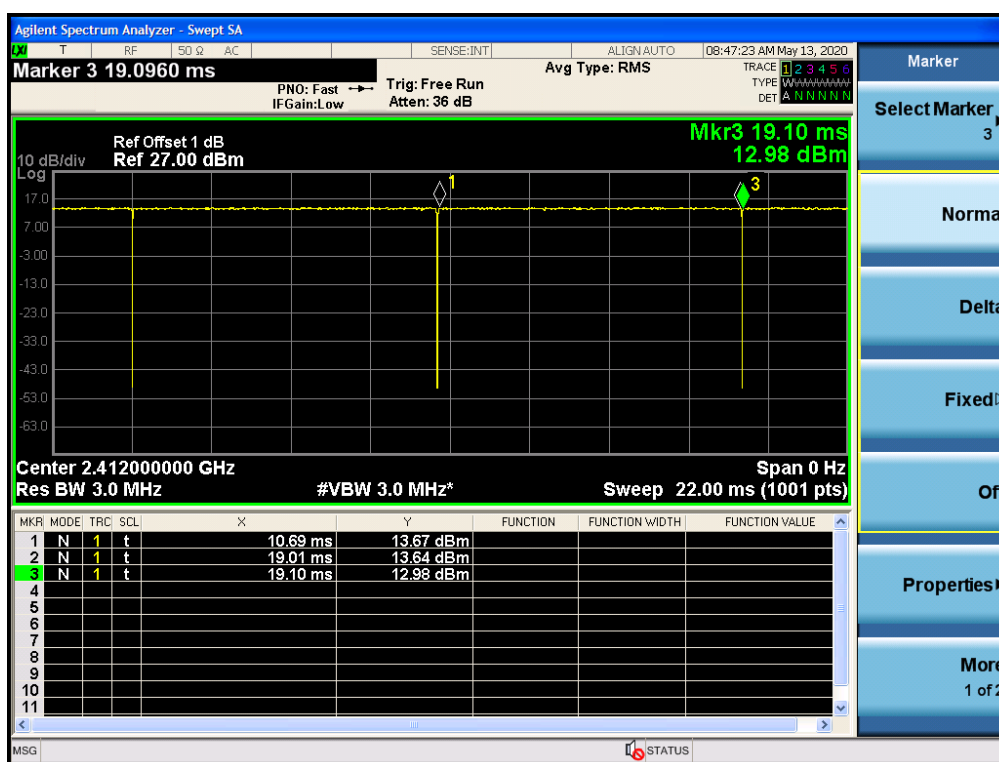 Agilent Spectrum Analyzer - Swept SA
LXI T RF 50 Ω AC SENSE:INT ALIGN AUTO 08:47:23 AM May 13, 2020
Marker 3 19.0960 ms
PNO: Fast
IFGain:Low
Trig: Free Run
Atten: 36 dB
Avg Type: RMS
TRACE 1 2 3 4 5 6
TYPE
DET A N N N N N
Mkr3 19.10 ms
12.98 dBm
Ref Offset 1 dB
10 dB/div Ref 27.00 dBm
Log
17.0
7.00
-3.00
-13.0
-23.0
-33.0
-43.0
-53.0
-63.0
1
3
Center 2.412000000 GHz Span 0 Hz
Res BW 3.0 MHz #VBW 3.0 MHz* Sweep 22.00 ms (1001 pts)
MKR MODE TRC SCL X Y FUNCTION FUNCTION WIDTH FUNCTION VALUE
1 N 1 t 10.69 ms 13.67 dBm
2 N 1 t 19.01 ms 13.64 dBm
3 N 1 t 19.10 ms 12.98 dBm
4
5
6
7
8
9
10
11
MSG STATUS
Marker
Select Marker
3
Norma
Delta
Fixed
Of
Properties
More
1 of 2